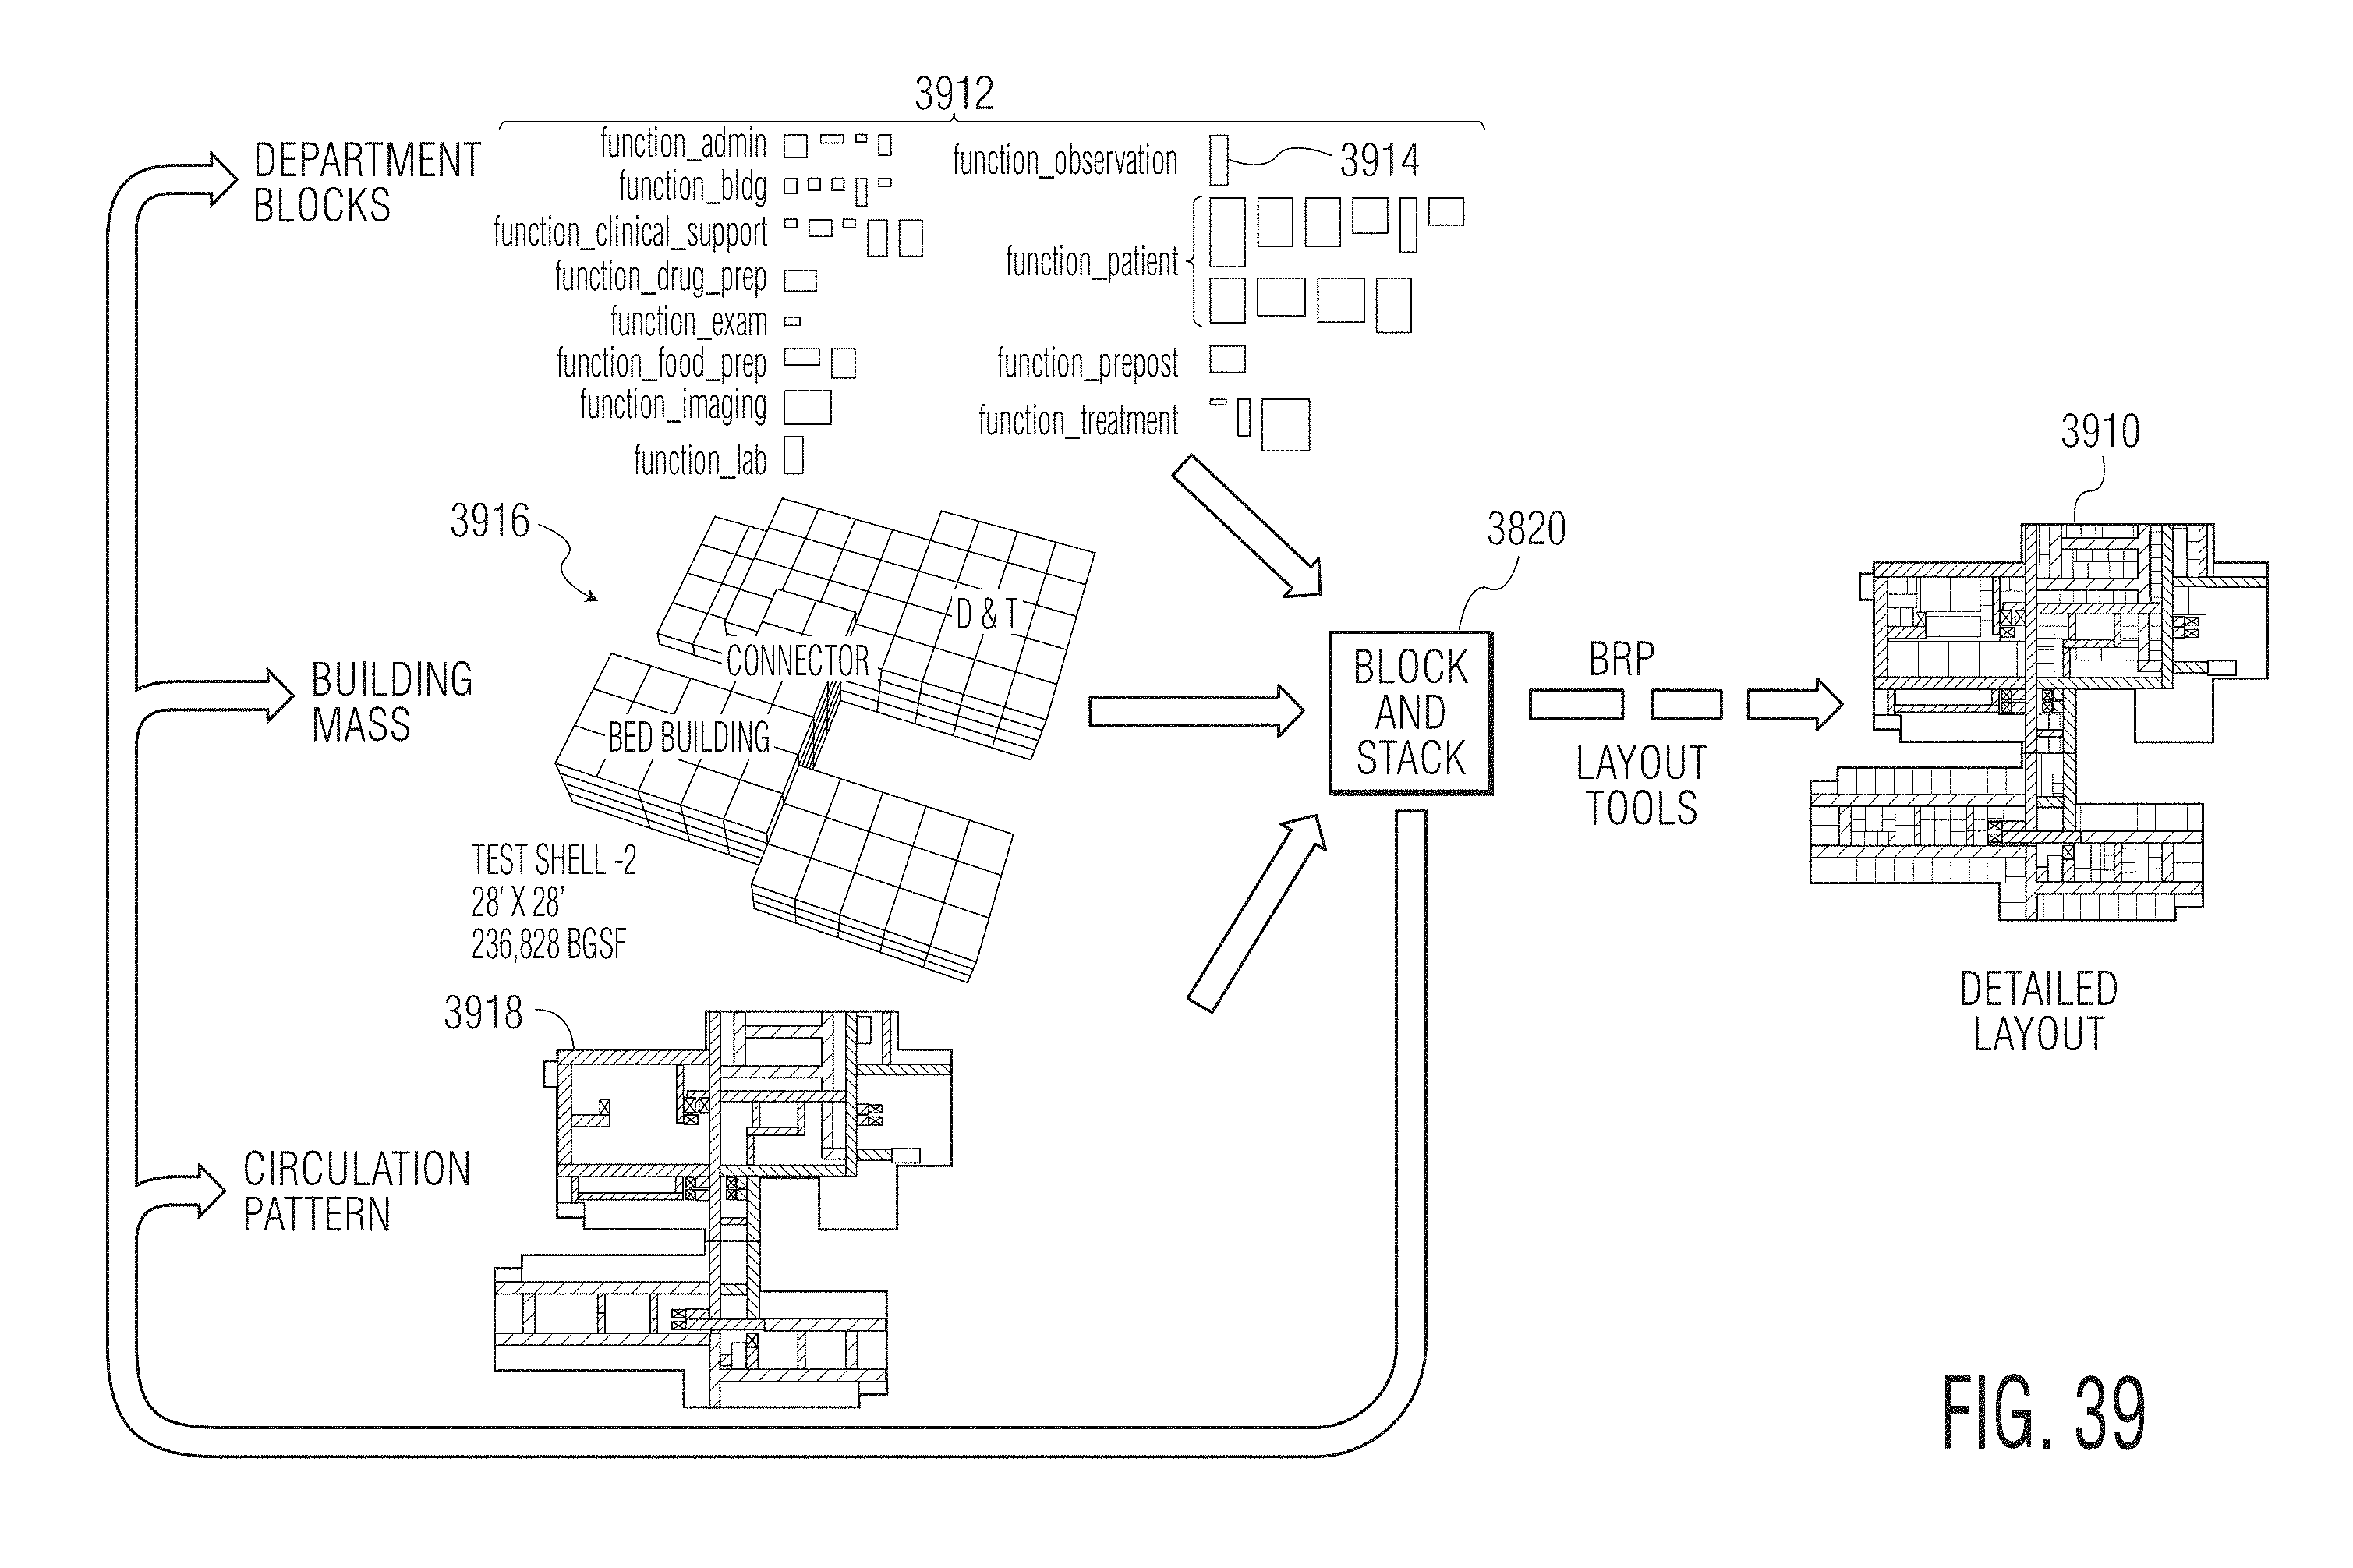 3912
DEPARTMENT
BLOCKS
function_admin
function_bldg
function_clinical_support
function_drug_prep
function_exam
function_food_prep
function_imaging
function_lab
function_observation
3914
function_patient
function_prepost
function_treatment
3916
D & T
CONNECTOR
BED BUILDING
BUILDING
MASS
TEST SHELL -2
28' X 28'
236,828 BGSF
3820
BLOCK
AND
STACK
BRP
LAYOUT
TOOLS
3910
DETAILED
LAYOUT
3918
CIRCULATION
PATTERN
FIG. 39